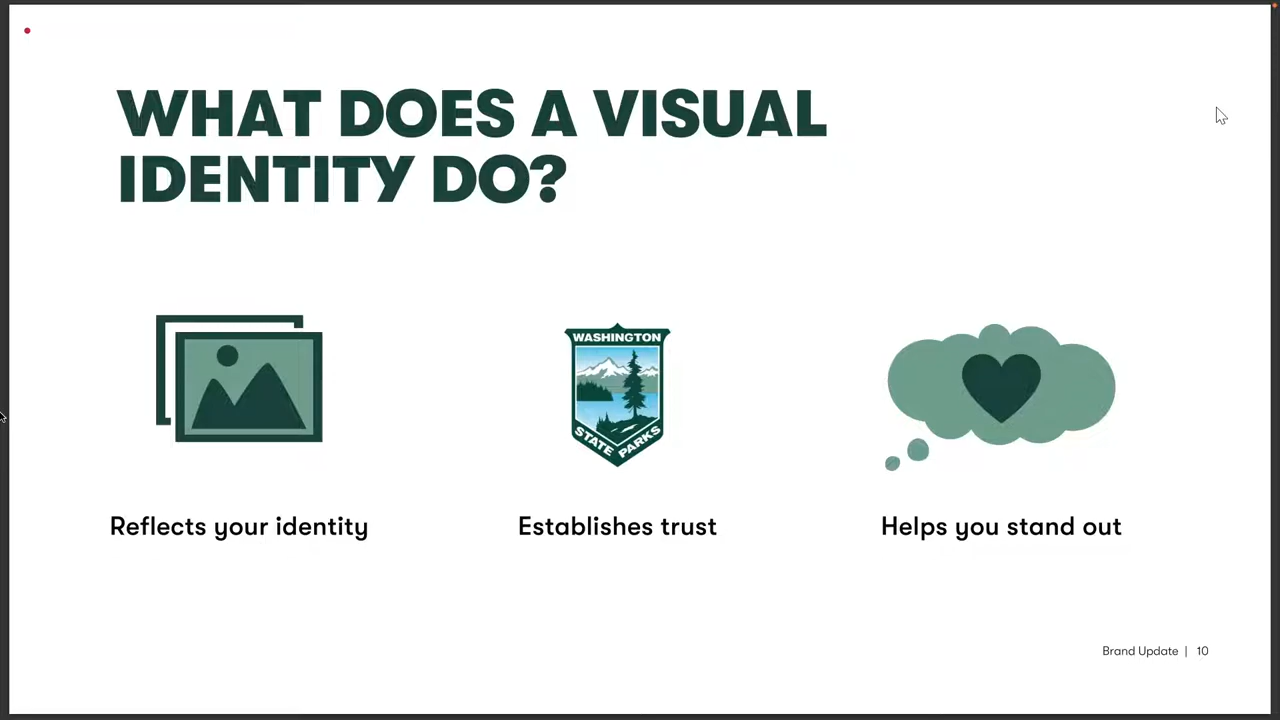 WHAT DOES A VISUAL
IDENTITY DO?
WASHINGTON
STATE PARKS
Reflects your identity
Establishes trust
Helps you stand out
Brand Update | 10